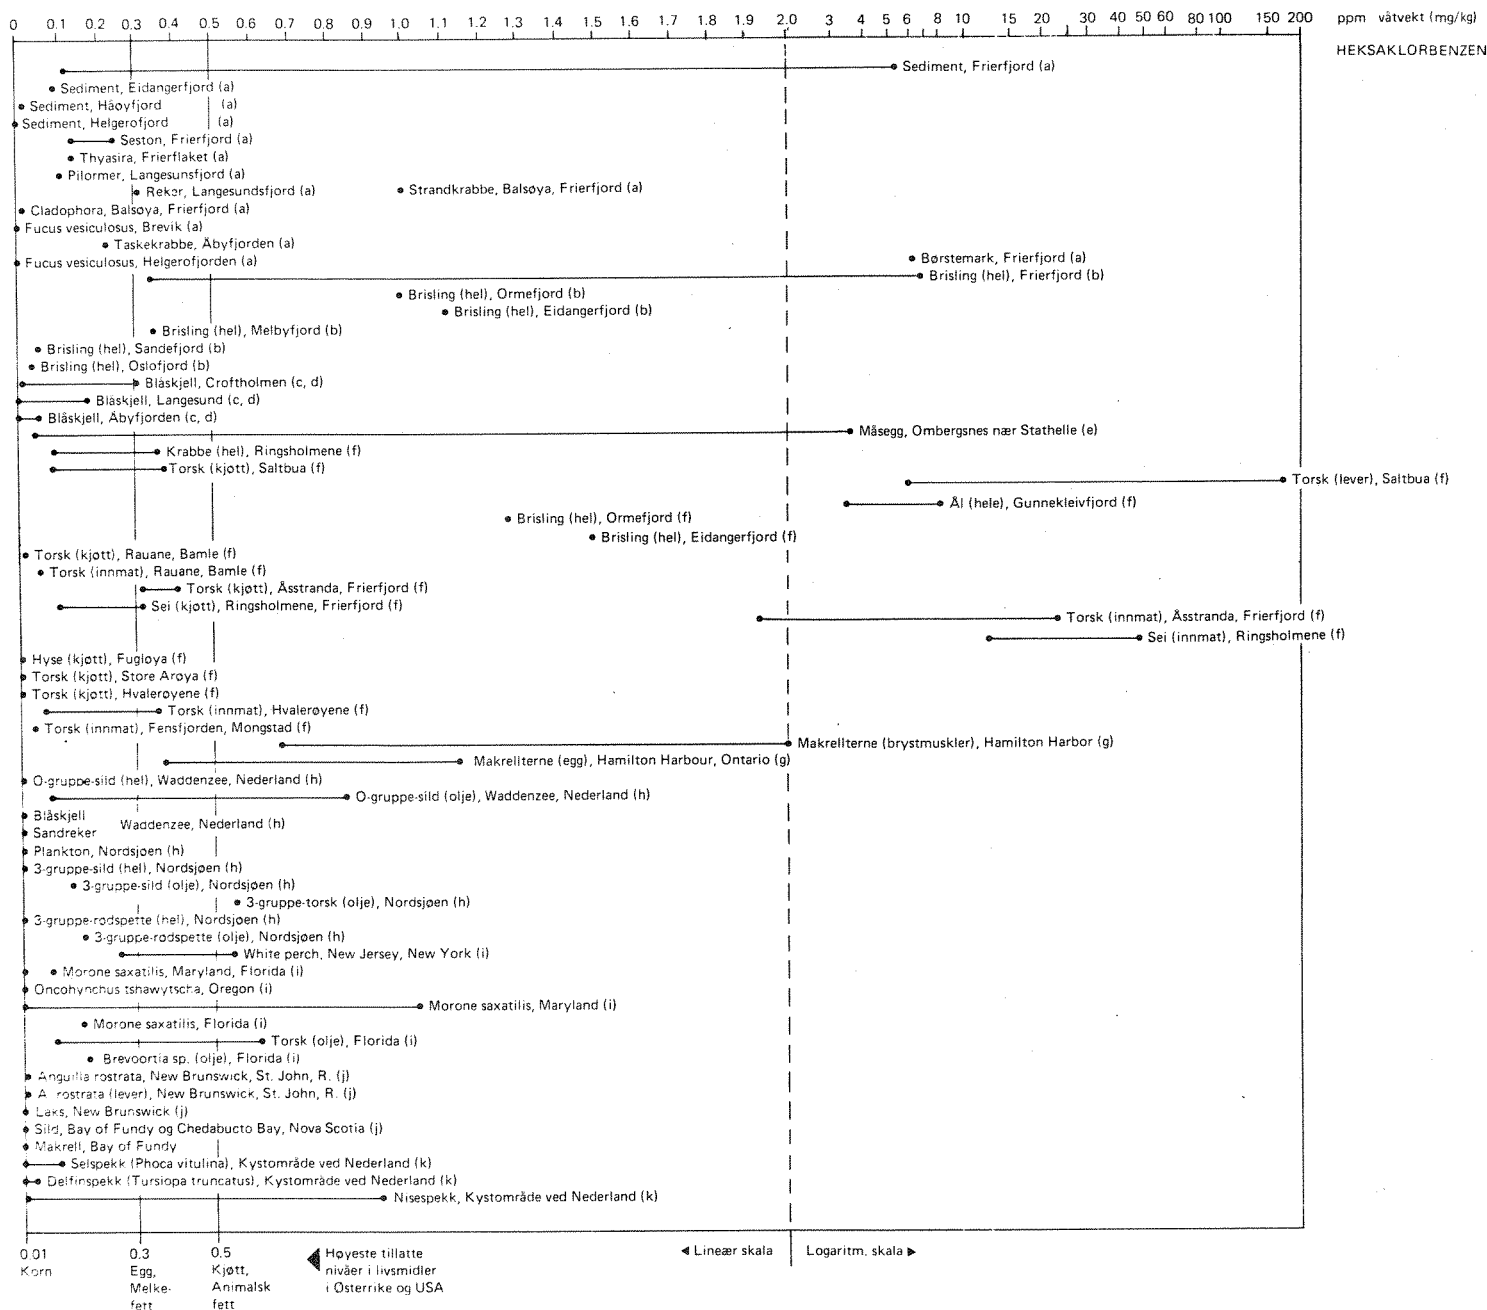 0 0.1 0.2 0.3 0.5 0.7 0.9 1.0 1.1 1.2 1.3 1.5 1.7 1.9 2.0 3 4 5 6 8 10 15 20 30 40 50 60 80 100 150 200 ppm våtvekt (mg/kg)
HEKSAKLORBENZEN
Sediment, Frierfjord (a)
Sediment, Eidangerfjord (a)
Sediment, Håøyfjord (a)
Sediment, Helgerofjord (a)
Seston, Frierfjord (a)
Thyasira, Frierflaket (a)
Pilormer, Langesunsfjord (a)
Reker, Langesundsfjord (a) Strandkrabbe, Balsøya, Frierfjord (a)
Cladophora, Balsøya, Frierfjord (a)
Fucus vesiculosus, Brevik (a)
Taskekrabbe, Åbyfjorden (a)
Børstemark, Frierfjord (a)
Fucus vesiculosus, Helgerofjorden (a)
Brisling (hel), Frierfjord (b)
Brisling (hel), Ormefjord (b)
Brisling (hel), Eidangerfjord (b)
Brisling (hel), Melbyfjord (b)
Brisling (hel), Sandefjord (b)
Brisling (hel), Oslofjord (b)
Blåskjell, Croftholmen (c, d)
Blåskjell, Langesund (c, d)
Blåskjell, Åbyfjorden (c, d)
Måsegg, Ombergsnes nær Stathelle (e)
Krabbe (hel), Ringsholmene (f)
Torsk (kjøtt), Saltbua (f)
Torsk (lever), Saltbua (f)
Ål (hele), Gunnekleivfjord (f)
Brisling (hel), Ormefjord (f)
Brisling (hel), Eidangerfjord (f)
Torsk (kjøtt), Rauane, Bamle (f)
Torsk (innmat), Rauane, Bamle (f)
Torsk (kjøtt), Åsstranda, Frierfjord (f)
Sei (kjøtt), Ringsholmene, Frierfjord (f)
Torsk (innmat), Åsstranda, Frierfjord (f)
Sei (innmat), Ringsholmene (f)
Hyse (kjøtt), Fugløya (f)
Torsk (kjøtt), Store Arøya (f)
Torsk (kjøtt), Hvalerøyene (f)
Torsk (innmat), Hvalerøyene (f)
Torsk (innmat), Fensfjorden, Mongstad (f)
Makrellterne (brystmuskler), Hamilton Harbor (g)
Makrellterne (egg), Hamilton Harbour, Ontario (g)
O-gruppe-sild (hel), Waddenzee, Nederland (h)
O-gruppe-sild (olje), Waddenzee, Nederland (h)
Blåskjell
Waddenzee, Nederland (h)
Sandreker
Plankton, Nordsjøen (h)
3-gruppe-sild (hel), Nordsjøen (h)
3-gruppe-sild (olje), Nordsjøen (h)
3-gruppe-torsk (olje), Nordsjøen (h)
3-gruppe-rødspette (hel), Nordsjøen (h)
3-gruppe-rødspette (olje), Nordsjøen (h)
White perch, New Jersey, New York (i)
Morone saxatilis, Maryland, Florida (i)
Oncohynchus tshawytscha, Oregon (i)
Morone saxatilis, Maryland (i)
Morone saxatilis, Florida (i)
Torsk (olje), Florida (i)
Brevoortia sp. (olje), Florida (i)
Anguilla rostrata, New Brunswick, St. John, R. (j)
A. rostrata (lever), New Brunswick, St. John, R. (j)
Laks, New Brunswick (j)
Sild, Bay of Fundy og Chedabucto Bay, Nova Scotia (j)
Makrell, Bay of Fundy
Selspekk (Phoca vitulina), Kystområde ved Nederland (k)
Delfinspekk (Tursiopa truncatus), Kystområde ved Nederland (k)
Nisespekk, Kystområde ved Nederland (k)
0.01 0.3 0.5 Høyeste tillatte Lineær skala Logaritm. skala
Korn Egg, Kjøtt, nivåer i livsmidler
Melke- Animalsk i Østerrike og USA
fett fett